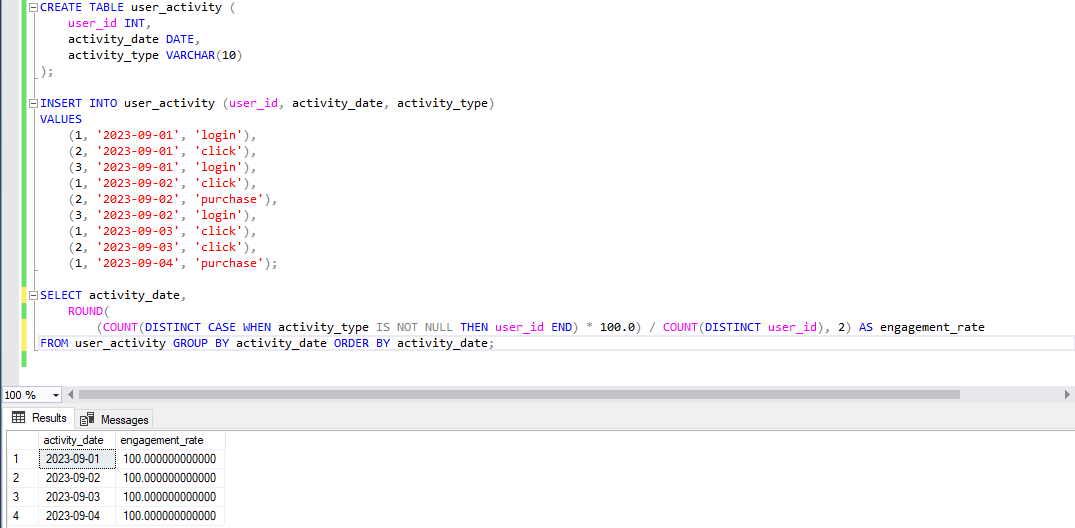 CREATE TABLE user_activity (
    user_id INT,
    activity_date DATE,
    activity_type VARCHAR(10)
);
INSERT INTO user_activity (user_id, activity_date, activity_type)
VALUES
    (1, '2023-09-01', 'login'),
    (2, '2023-09-01', 'click'),
    (3, '2023-09-01', 'login'),
    (1, '2023-09-02', 'click'),
    (2, '2023-09-02', 'purchase'),
    (3, '2023-09-02', 'login'),
    (1, '2023-09-03', 'click'),
    (2, '2023-09-03', 'click'),
    (1, '2023-09-04', 'purchase');
SELECT activity_date,
    ROUND(
        (COUNT(DISTINCT CASE WHEN activity_type IS NOT NULL THEN user_id END) * 100.0) / COUNT(DISTINCT user_id), 2) AS engagement_rate
FROM user_activity GROUP BY activity_date ORDER BY activity_date;
100 %
Results Messages
activity_date engagement_rate
1 2023-09-01 100.000000000000
2 2023-09-02 100.000000000000
3 2023-09-03 100.000000000000
4 2023-09-04 100.000000000000